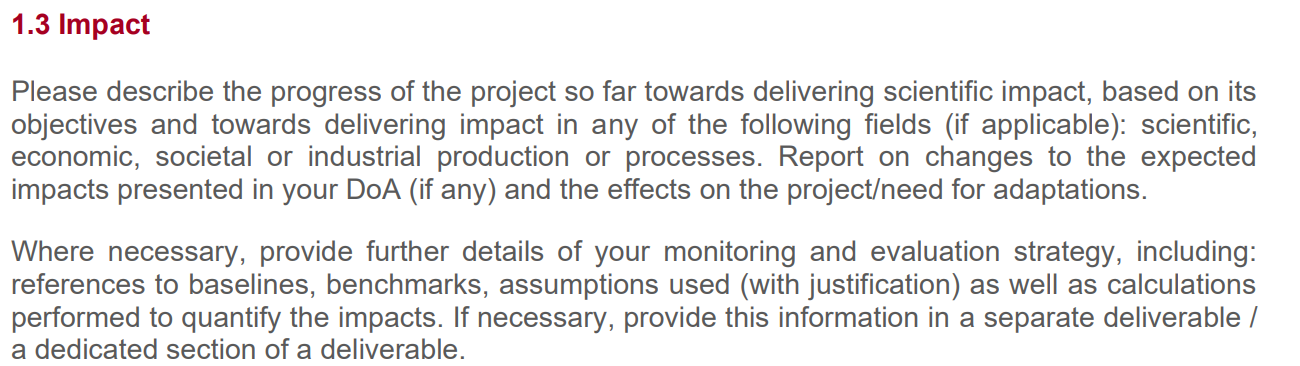 1.3 Impact
Please describe the progress of the project so far towards delivering scientific impact, based on its
objectives and towards delivering impact in any of the following fields (if applicable): scientific,
economic, societal or industrial production or processes. Report on changes to the expected
impacts presented in your DoA (if any) and the effects on the project/need for adaptations.
Where necessary, provide further details of your monitoring and evaluation strategy, including:
references to baselines, benchmarks, assumptions used (with justification) as well as calculations
performed to quantify the impacts. If necessary, provide this information in a separate deliverable /
a dedicated section of a deliverable.